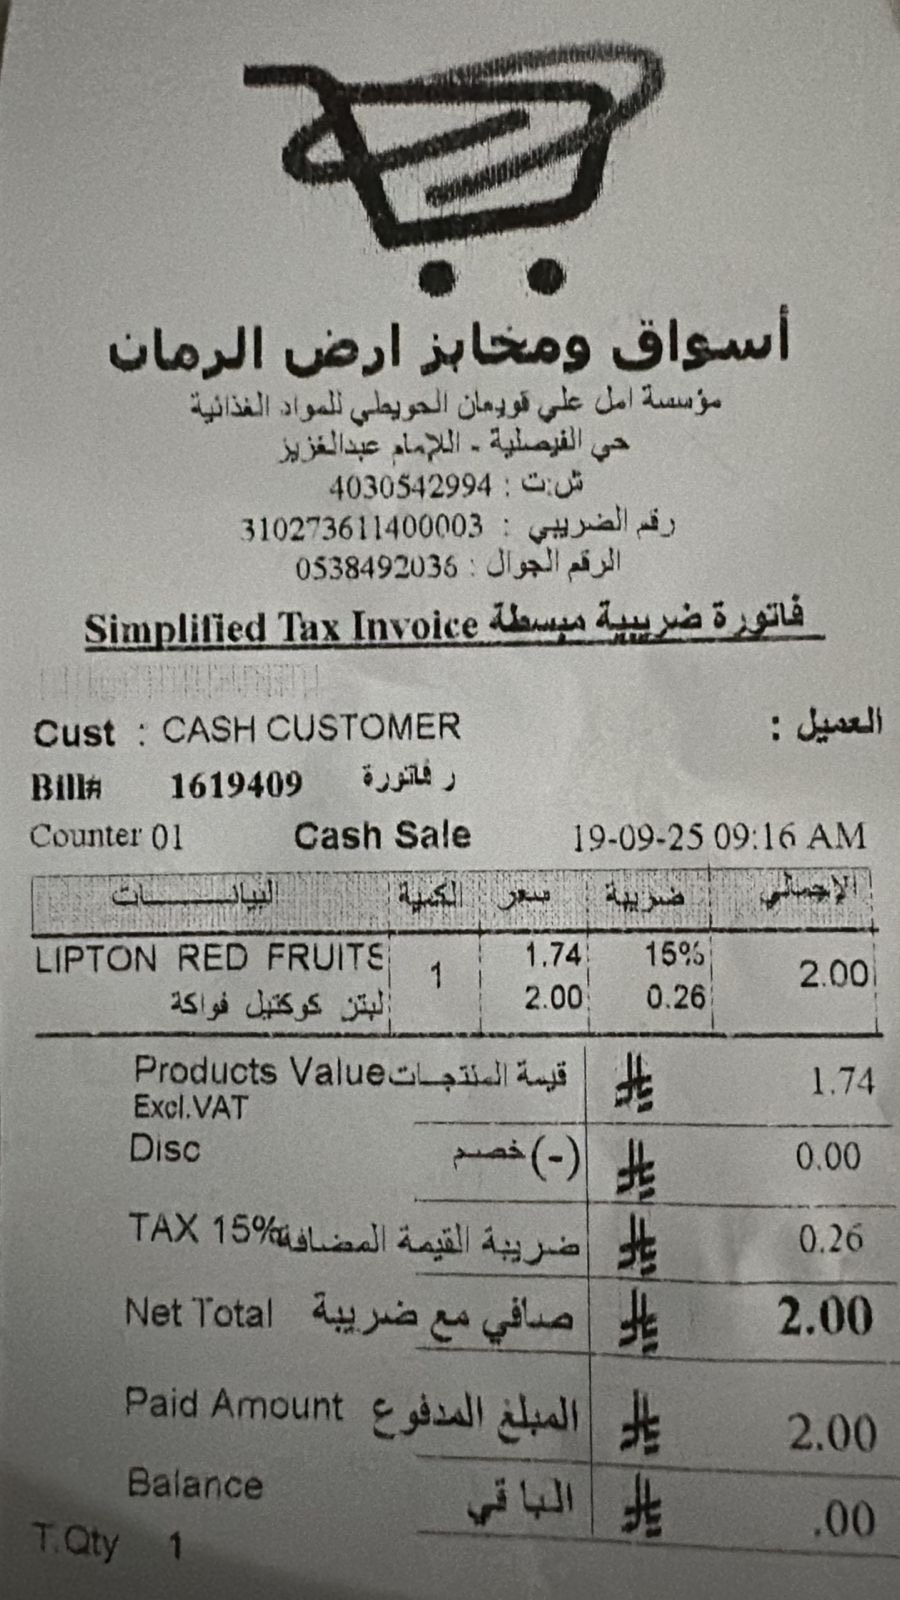 أسواق ومخابز ارض الرمان
مؤسسة امل علي قويعان الحويطي للمواد الغذائية
حي الفيصلية - اللإمام عبدالغزيز
ش:ت : 4030542994
رقم الضريبي : 310273611400003
الرقم الجوال : 0538492036
Simplified Tax Invoice فاتورة ضريبية مبسطة
Cust : CASH CUSTOMER العميل :
Bill# 1619409 ر فاتورة
Counter 01 Cash Sale 19-09-25 09:16 AM
لبيانــــــات الكمية سعر ضريبة الإجمالي
LIPTON RED FRUITS 1 1.74 15% 2.00
لبتن كوكتيل فواكة 2.00 0.26
Products Value قيمة المنتجات 1.74
Excl.VAT
Disc (-) خصم 0.00
TAX 15% ضريبة القيمة المضافة 0.26
Net Total صافي مع ضريبة 2.00
Paid Amount المبلغ المدفوع 2.00
Balance الباقي .00
T.Qty 1